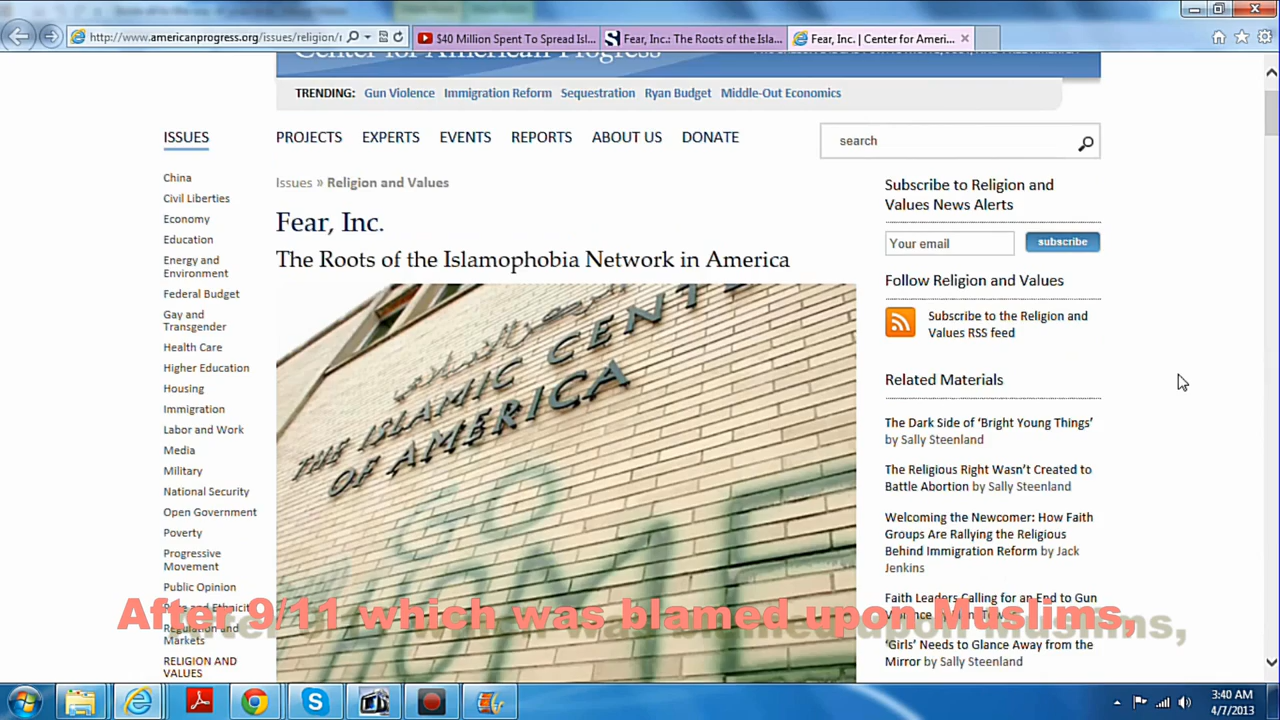 http://www.americanprogress.org/issues/religion/r
$40 Million Spent To Spread Isl...
Fear, Inc.: The Roots of the Isla...
Fear, Inc. | Center for Ameri...
Center for American Progress
TRENDING: Gun Violence Immigration Reform Sequestration Ryan Budget Middle-Out Economics
ISSUES PROJECTS EXPERTS EVENTS REPORTS ABOUT US DONATE
search
China
Civil Liberties
Economy
Education
Energy and
Environment
Federal Budget
Gay and
Transgender
Health Care
Higher Education
Housing
Immigration
Labor and Work
Media
Military
National Security
Open Government
Poverty
Progressive
Movement
Public Opinion
Race and Ethnicity
Regulation and
Markets
RELIGION AND
VALUES
Issues » Religion and Values
Fear, Inc.
The Roots of the Islamophobia Network in America
THE ISLAMIC CENTE
OF AMERICA
GO
HOME
Subscribe to Religion and
Values News Alerts
Your email subscribe
Follow Religion and Values
Subscribe to the Religion and
Values RSS feed
Related Materials
The Dark Side of ‘Bright Young Things’
by Sally Steenland
The Religious Right Wasn’t Created to
Battle Abortion by Sally Steenland
Welcoming the Newcomer: How Faith
Groups Are Rallying the Religious
Behind Immigration Reform by Jack
Jenkins
Faith Leaders Calling for an End to Gun
‘Girls’ Needs to Glance Away from the
Mirror by Sally Steenland
After 9/11 which was blamed upon Muslims,
3:40 AM
4/7/2013